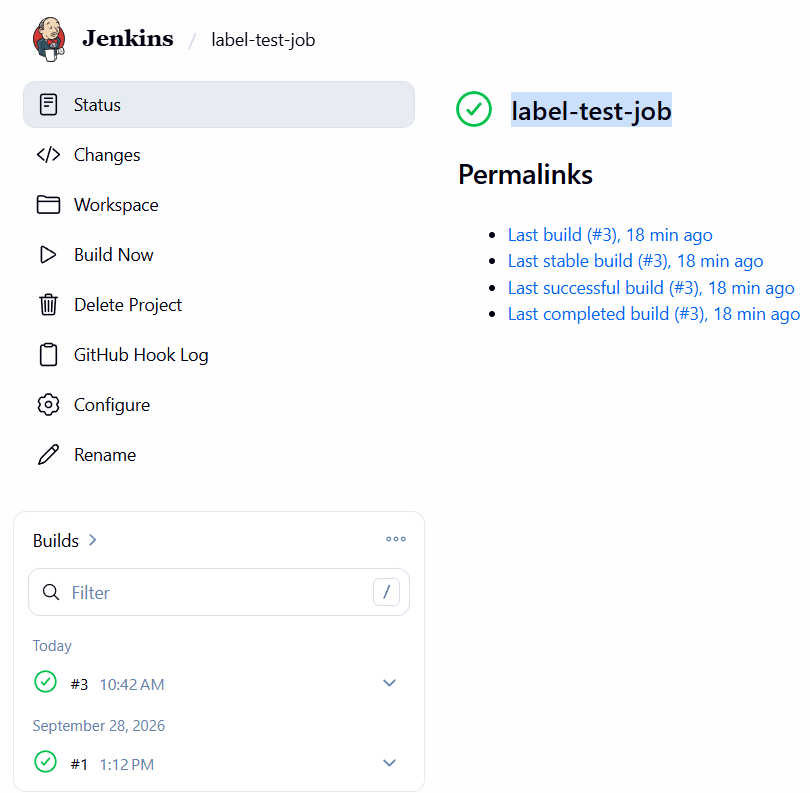 Jenkins / label-test-job
Status
Changes
Workspace
Build Now
Delete Project
GitHub Hook Log
Configure
Rename
Builds
Filter /
Today
#3 10:42 AM
September 28, 2026
#1 1:12 PM
label-test-job
Permalinks
Last build (#3), 18 min ago
Last stable build (#3), 18 min ago
Last successful build (#3), 18 min ago
Last completed build (#3), 18 min ago